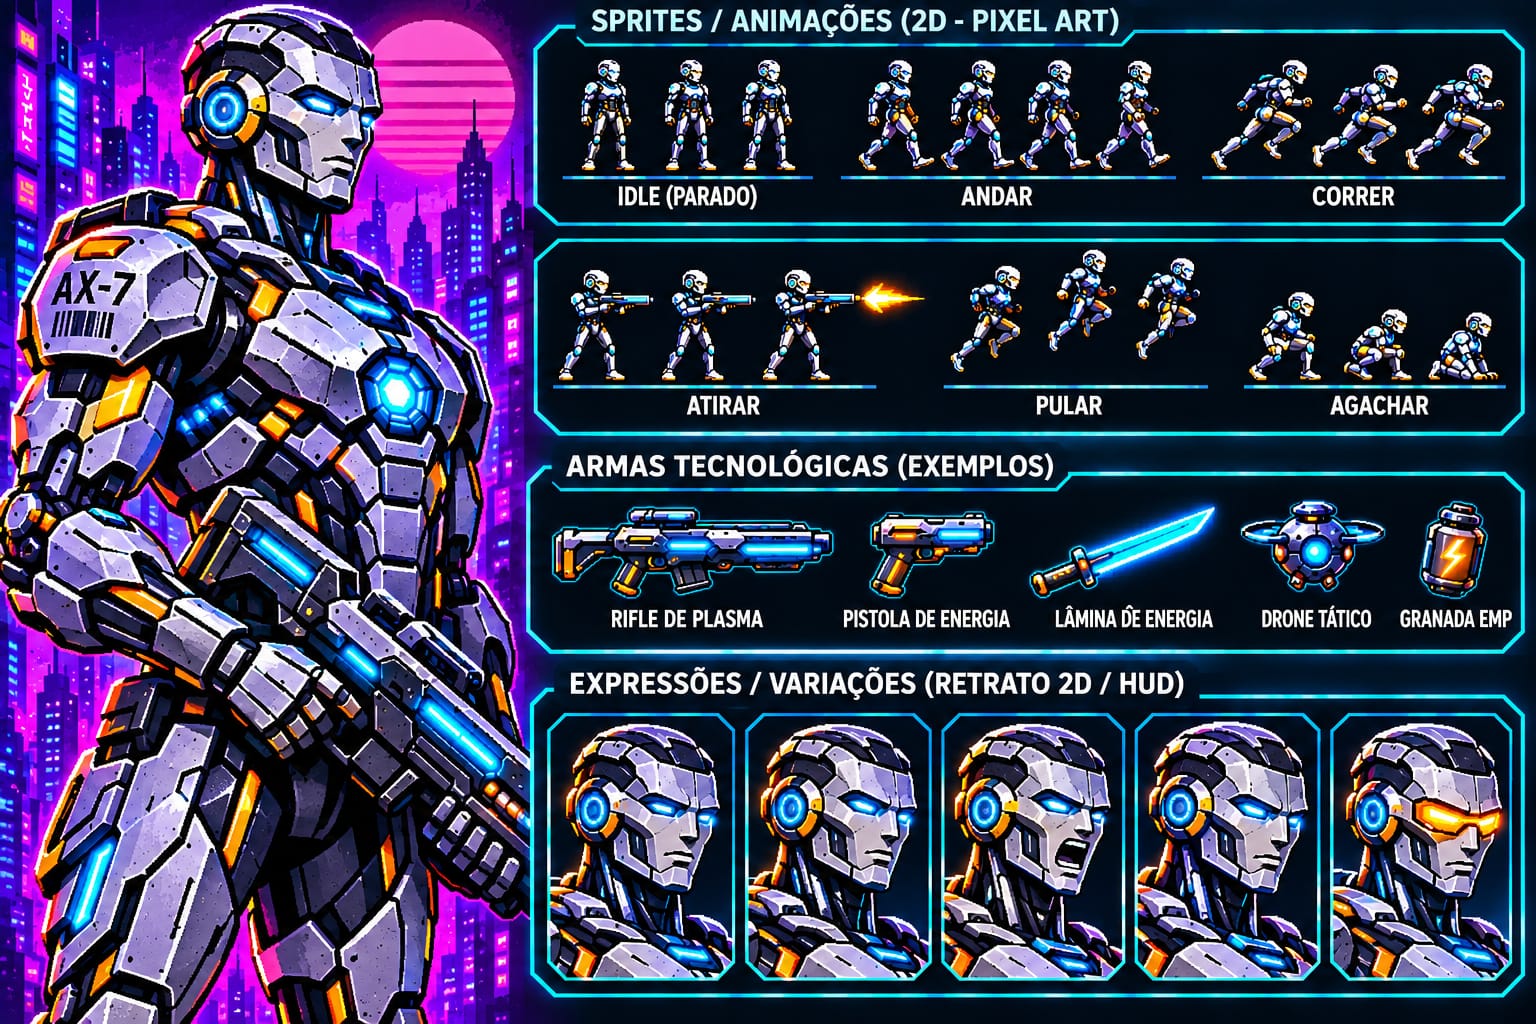 AX-7
SPRITES / ANIMAÇÕES (2D - PIXEL ART)
IDLE (PARADO)
ANDAR
CORRER
ATIRAR
PULAR
AGACHAR
ARMAS TECNOLÓGICAS (EXEMPLOS)
RIFLE DE PLASMA
PISTOLA DE ENERGIA
LÂMINA DE ENERGIA
DRONE TÁTICO
GRANADA EMP
EXPRESSÕES / VARIAÇÕES (RETRATO 2D / HUD)